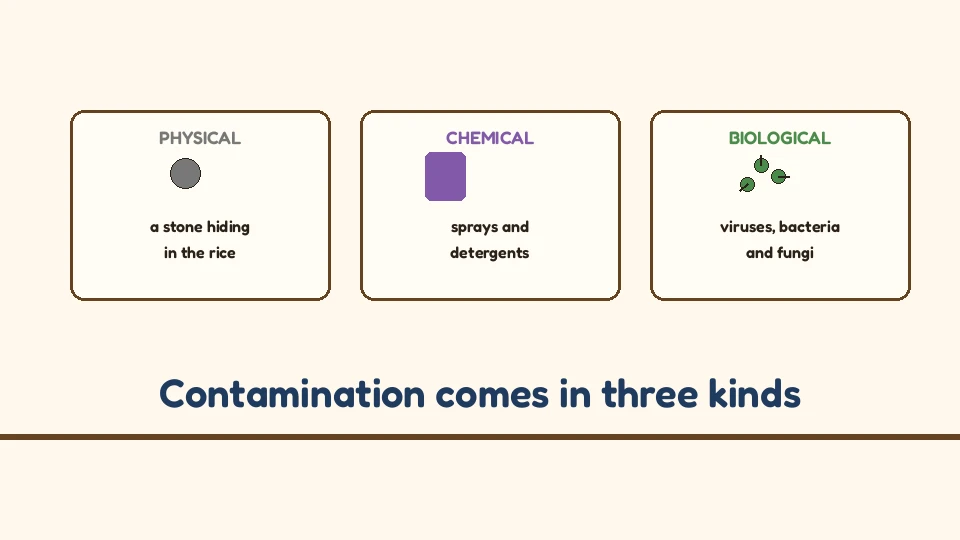 PHYSICAL
a stone hiding
in the rice
CHEMICAL
sprays and
detergents
BIOLOGICAL
viruses, bacteria
and fungi
Contamination comes in three kinds